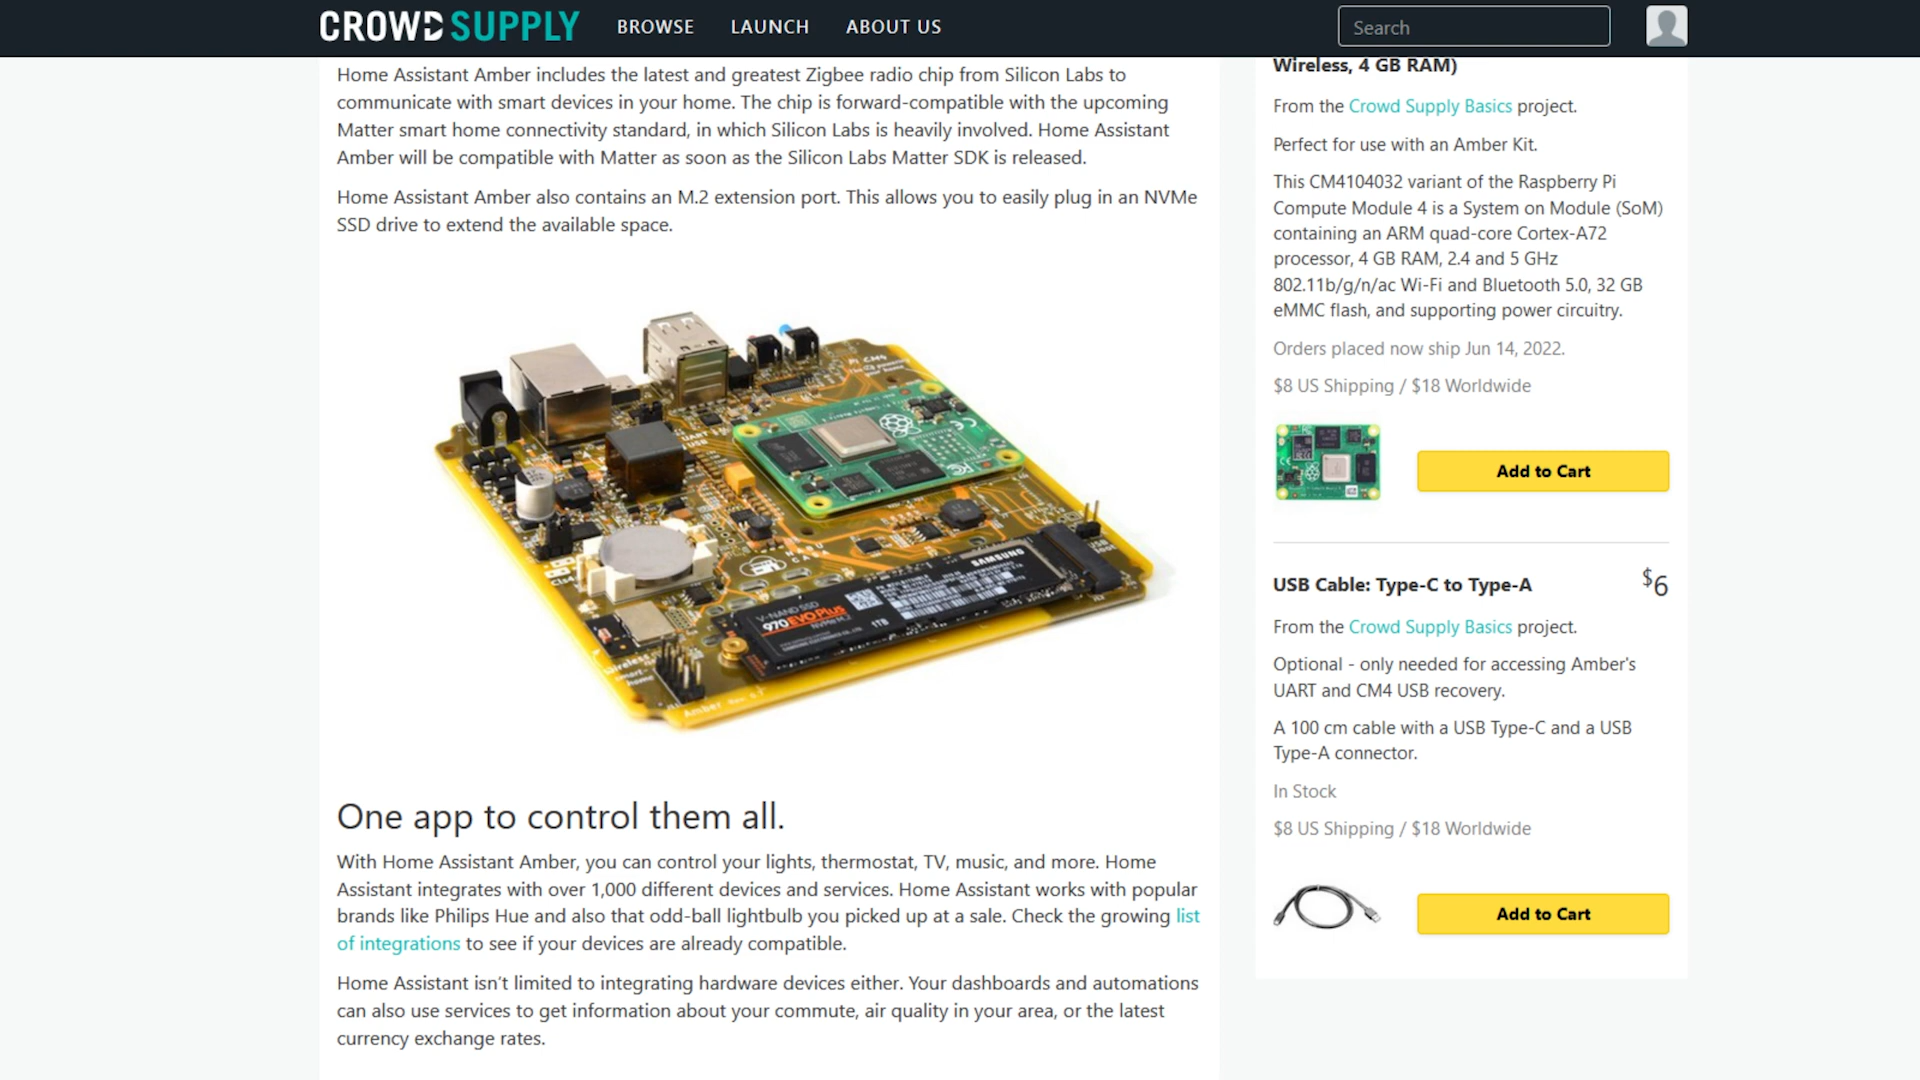 CROWD SUPPLY BROWSE LAUNCH ABOUT US Search
Home Assistant Amber includes the latest and greatest Zigbee radio chip from Silicon Labs to
communicate with smart devices in your home. The chip is forward-compatible with the upcoming
Matter smart home connectivity standard, in which Silicon Labs is heavily involved. Home Assistant
Amber will be compatible with Matter as soon as the Silicon Labs Matter SDK is released.
Home Assistant Amber also contains an M.2 extension port. This allows you to easily plug in an NVMe
SSD drive to extend the available space.
Pi CM4
UART
USB
SAMSUNG
V-NAND SSD
970 EVO Plus
NVMe M.2
1TB
Wireless
smart-
home
Amber
One app to control them all.
With Home Assistant Amber, you can control your lights, thermostat, TV, music, and more. Home
Assistant integrates with over 1,000 different devices and services. Home Assistant works with popular
brands like Philips Hue and also that odd-ball lightbulb you picked up at a sale. Check the growing list
of integrations to see if your devices are already compatible.
Home Assistant isn't limited to integrating hardware devices either. Your dashboards and automations
can also use services to get information about your commute, air quality in your area, or the latest
currency exchange rates.
Wireless, 4 GB RAM)
From the Crowd Supply Basics project.
Perfect for use with an Amber Kit.
This CM4104032 variant of the Raspberry Pi
Compute Module 4 is a System on Module (SoM)
containing an ARM quad-core Cortex-A72
processor, 4 GB RAM, 2.4 and 5 GHz
802.11b/g/n/ac Wi-Fi and Bluetooth 5.0, 32 GB
eMMC flash, and supporting power circuitry.
Orders placed now ship Jun 14, 2022.
$8 US Shipping / $18 Worldwide
Add to Cart
USB Cable: Type-C to Type-A $6
From the Crowd Supply Basics project.
Optional - only needed for accessing Amber's
UART and CM4 USB recovery.
A 100 cm cable with a USB Type-C and a USB
Type-A connector.
In Stock
$8 US Shipping / $18 Worldwide
Add to Cart